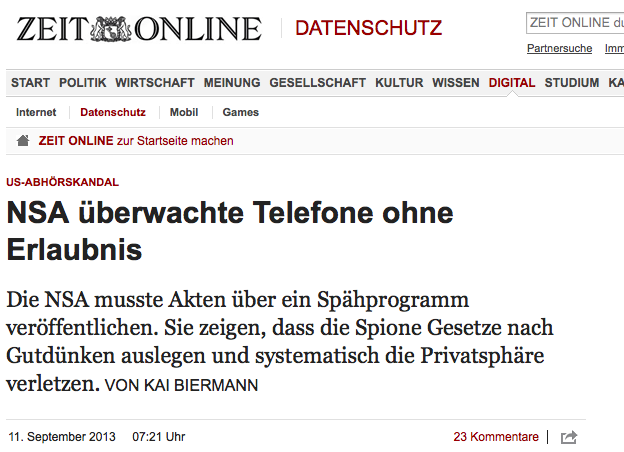 ZEIT ONLINE DATENSCHUTZ
ZEIT ONLINE
Partnersuche
START POLITIK WIRTSCHAFT MEINUNG GESELLSCHAFT KULTUR WISSEN DIGITAL STUDIUM
Internet Datenschutz Mobil Games
ZEIT ONLINE zur Startseite machen
US-ABHÖRSKANDAL
NSA überwachte Telefone ohne
Erlaubnis
Die NSA musste Akten über ein Spähprogramm
veröffentlichen. Sie zeigen, dass die Spione Gesetze nach
Gutdünken auslegen und systematisch die Privatsphäre
verletzen. VON KAI BIERMANN
11. September 2013 07:21 Uhr
23 Kommentare